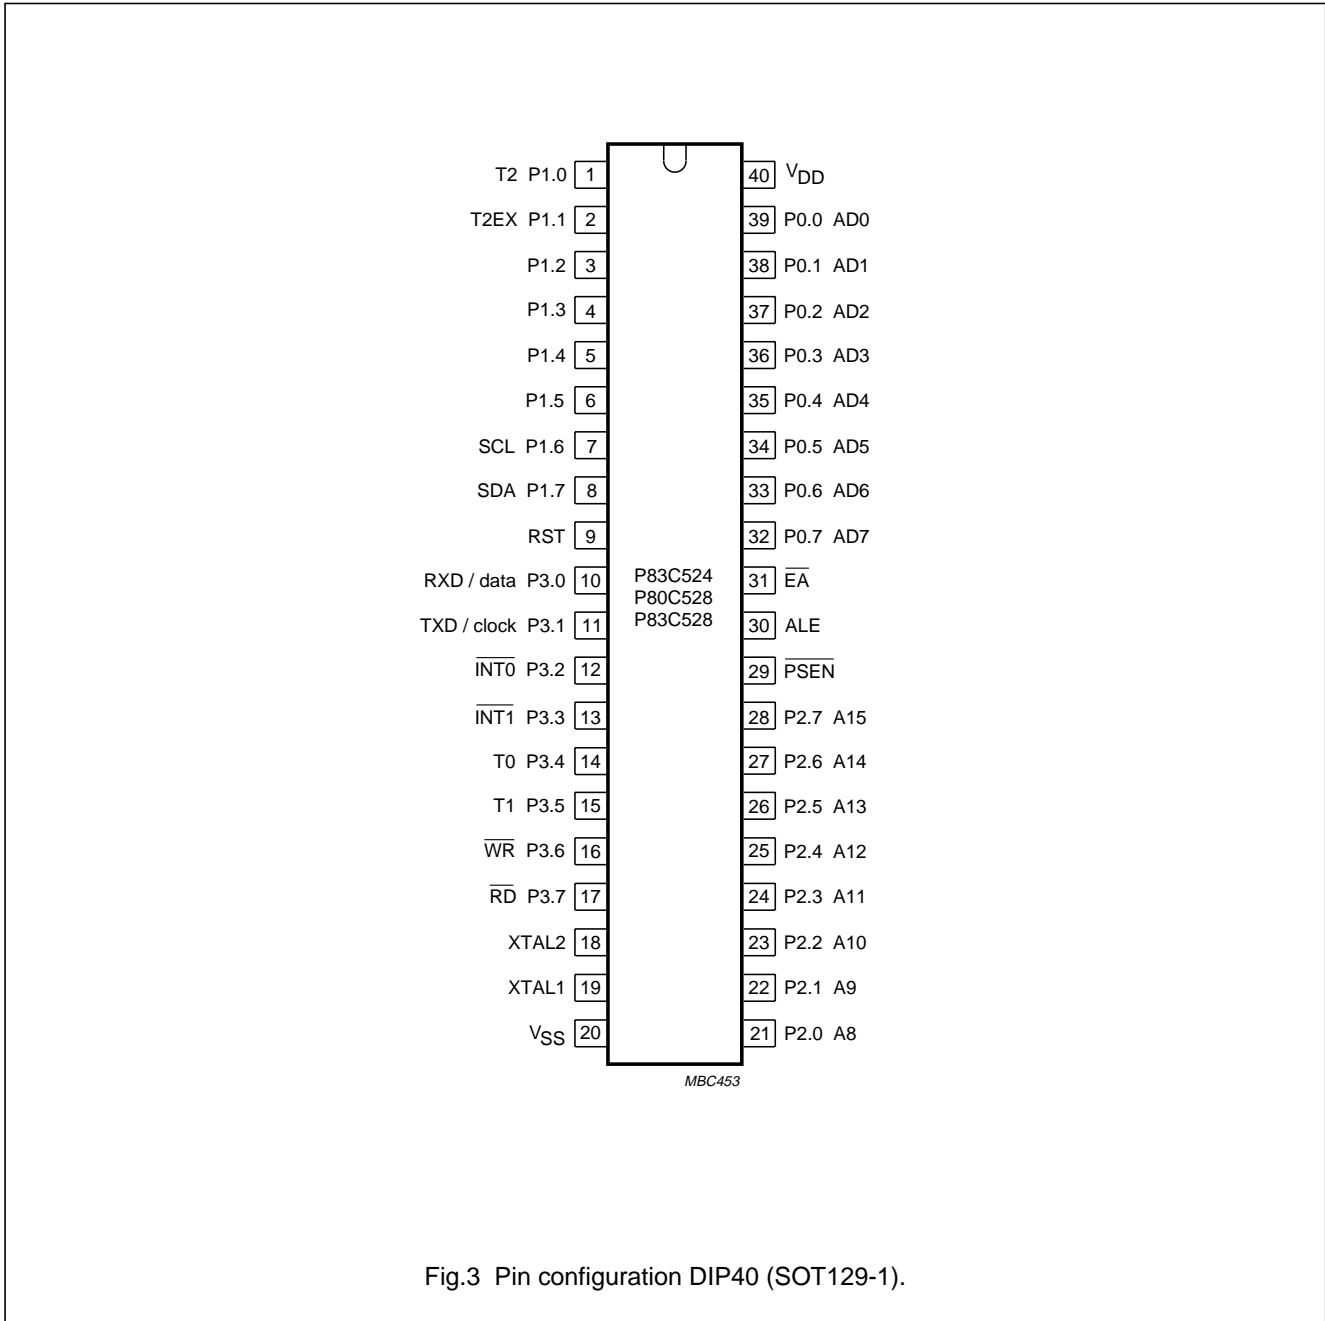 T2 P1.0 1 40 VDD
T2EX P1.1 2 39 P0.0 AD0
P1.2 3 38 P0.1 AD1
P1.3 4 37 P0.2 AD2
P1.4 5 36 P0.3 AD3
P1.5 6 35 P0.4 AD4
SCL P1.6 7 34 P0.5 AD5
SDA P1.7 8 33 P0.6 AD6
RST 9 32 P0.7 AD7
RXD / data P3.0 10 P83C524 31 E̅A̅
P80C528
TXD / clock P3.1 11 P83C528 30 ALE
I̅N̅T̅0̅ P3.2 12 29 P̅S̅E̅N̅
I̅N̅T̅1̅ P3.3 13 28 P2.7 A15
T0 P3.4 14 27 P2.6 A14
T1 P3.5 15 26 P2.5 A13
W̅R̅ P3.6 16 25 P2.4 A12
R̅D̅ P3.7 17 24 P2.3 A11
XTAL2 18 23 P2.2 A10
XTAL1 19 22 P2.1 A9
VSS 20 21 P2.0 A8
MBC453
Fig.3 Pin configuration DIP40 (SOT129-1).